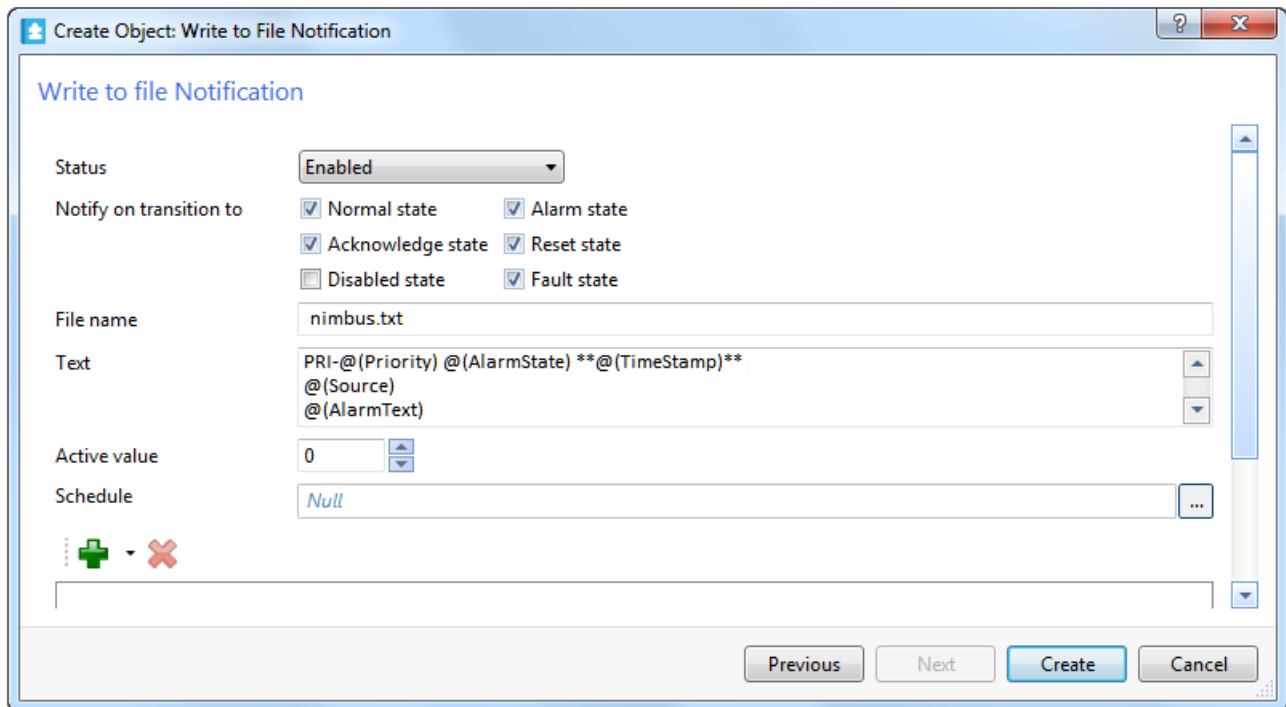 Create Object: Write to File Notification
Write to file Notification
Status Enabled
Notify on transition to Normal state Alarm state
Acknowledge state Reset state
Disabled state Fault state
File name nimbus.txt
Text PRI-@(Priority) @(AlarmState) **@(TimeStamp)**
@(Source)
@(AlarmText)
Active value 0
Schedule Null ...
Previous Next Create Cancel